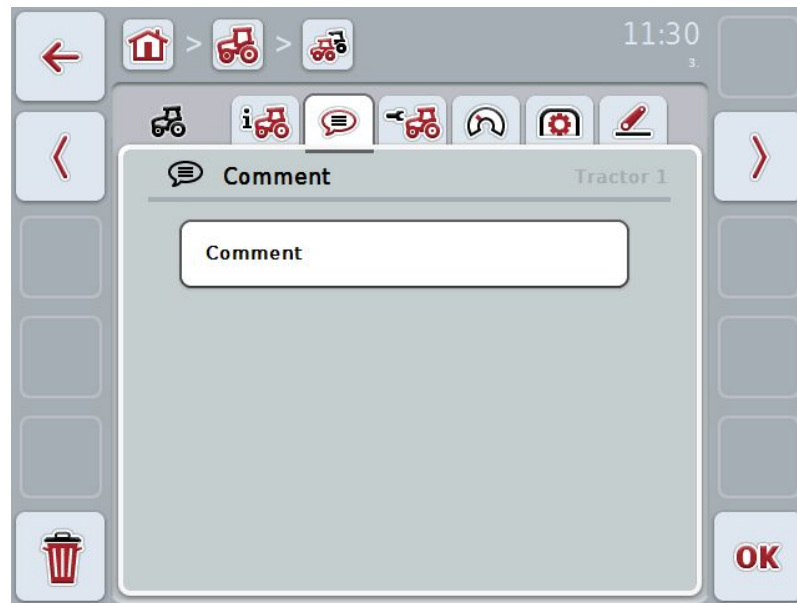 > >
11:30
3.
i
Comment
Tractor 1
Comment
OK